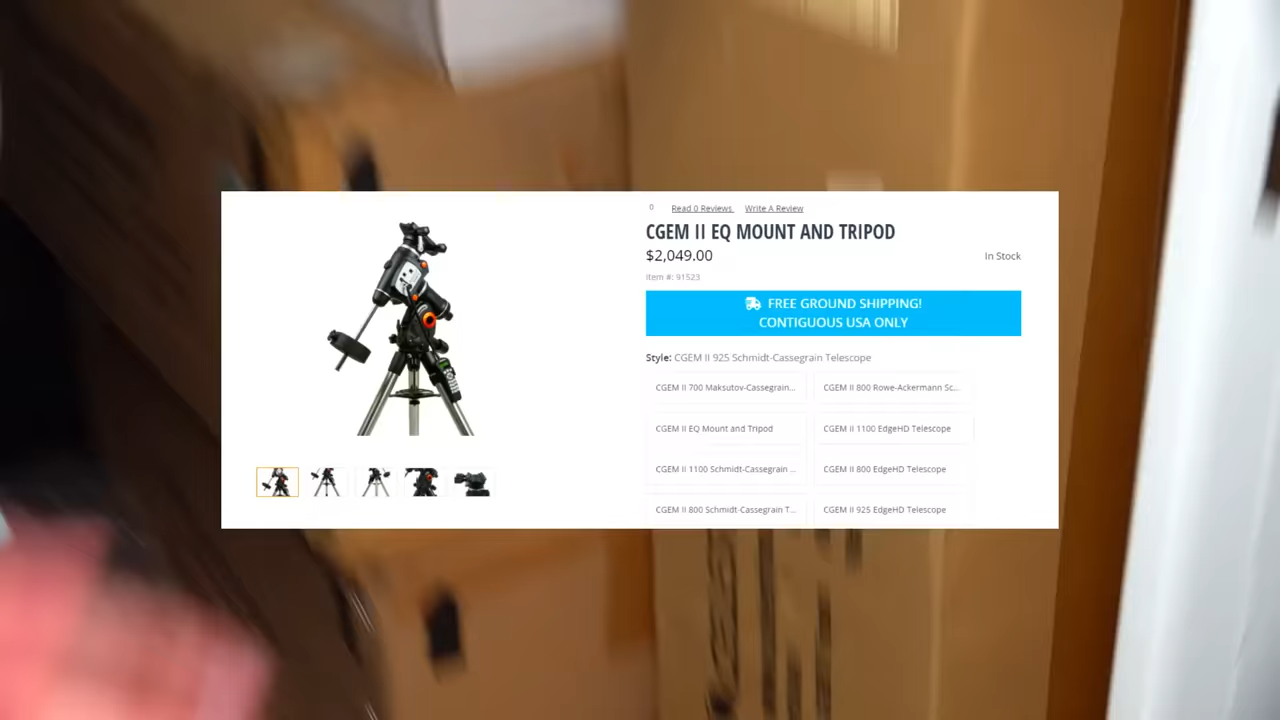 0 Read 0 Reviews Write A Review
CGEM II EQ MOUNT AND TRIPOD
$2,049.00 In Stock
Item #: 91523
FREE GROUND SHIPPING!
CONTIGUOUS USA ONLY
Style: CGEM II 925 Schmidt-Cassegrain Telescope
CGEM II 700 Maksutov-Cassegrain... CGEM II 800 Rowe-Ackermann Sc...
CGEM II EQ Mount and Tripod CGEM II 1100 EdgeHD Telescope
CGEM II 1100 Schmidt-Cassegrain ... CGEM II 800 EdgeHD Telescope
CGEM II 800 Schmidt-Cassegrain T... CGEM II 925 EdgeHD Telescope